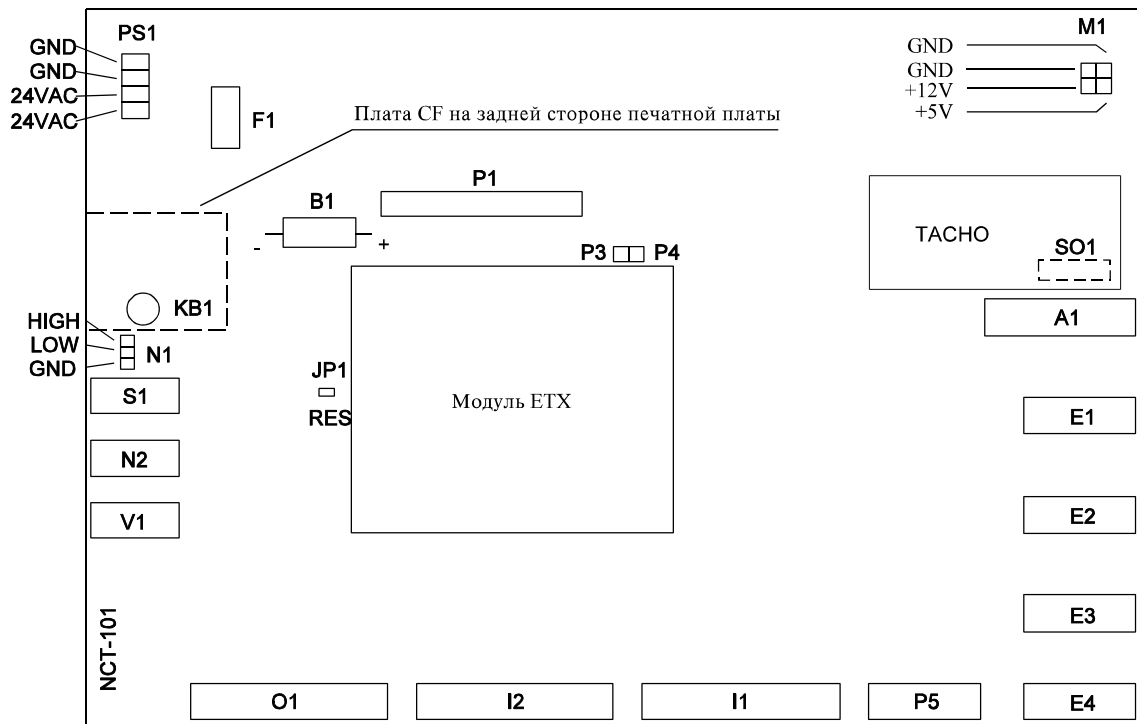 PS1
GND
GND
24VAC
24VAC
F1
Плата CF на задней стороне печатной платы
M1
GND
GND
+12V
+5V
P1
B1
-
+
P3
P4
TACHO
SO1
A1
KB1
HIGH
LOW
GND
N1
S1
N2
V1
JP1
RES
Модуль ETX
E1
E2
E3
NCT-101
O1
I2
I1
P5
E4